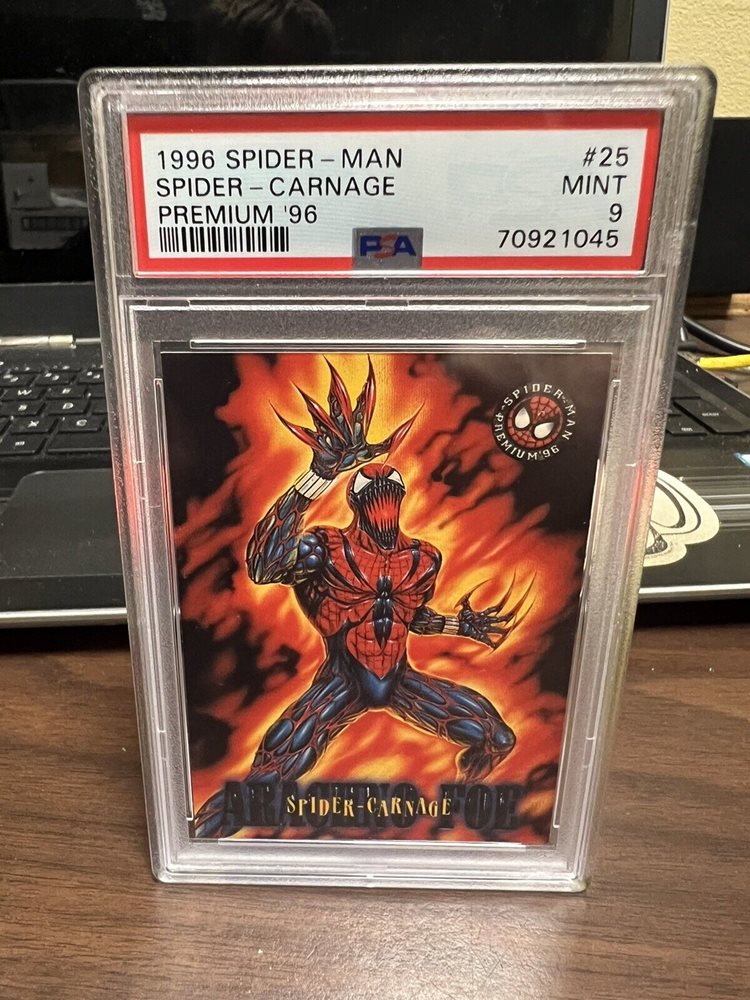 1996 SPIDER-MAN #25
SPIDER-CARNAGE MINT
PREMIUM '96 9
PSA 70921045
SPIDER-MAN
PREMIUM '96
ARACHNO FOE
SPIDER-CARNAGE